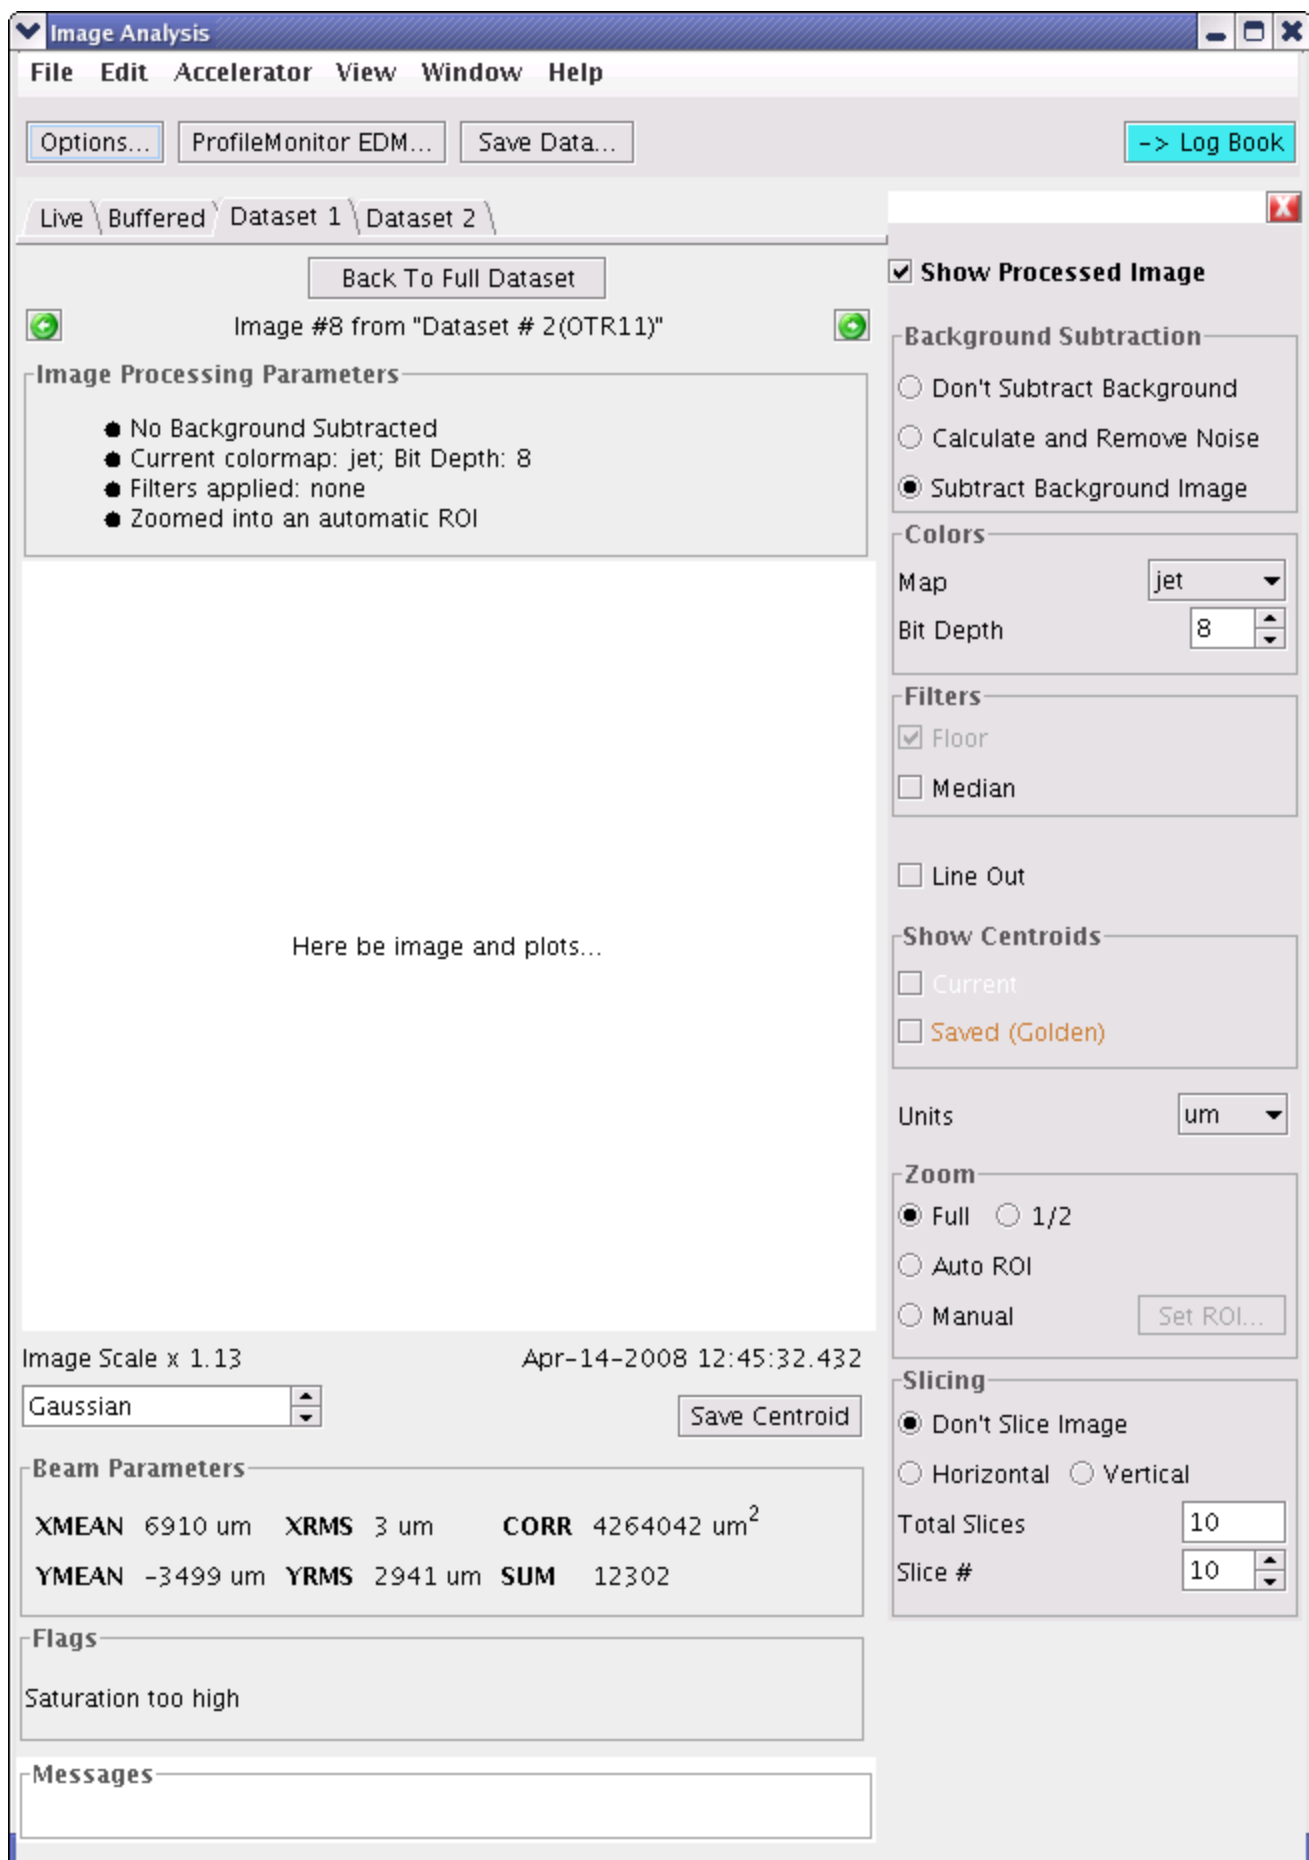 Image Analysis
File Edit Accelerator View Window Help
Options... ProfileMonitor EDM... Save Data... -> Log Book
Live Buffered Dataset 1 Dataset 2
X
Back To Full Dataset
Image #8 from "Dataset # 2(OTR11)"
Image Processing Parameters
No Background Subtracted
Current colormap: jet; Bit Depth: 8
Filters applied: none
Zoomed into an automatic ROI
Here be image and plots...
Image Scale x 1.13 Apr-14-2008 12:45:32.432
Gaussian
Save Centroid
Beam Parameters
XMEAN 6910 um XRMS 3 um CORR 4264042 um²
YMEAN -3499 um YRMS 2941 um SUM 12302
Flags
Saturation too high
Messages
Show Processed Image
Background Subtraction
Don't Subtract Background
Calculate and Remove Noise
Subtract Background Image
Colors
Map jet
Bit Depth 8
Filters
Floor
Median
Line Out
Show Centroids
Current
Saved (Golden)
Units um
Zoom
Full 1/2
Auto ROI
Manual Set ROI...
Slicing
Don't Slice Image
Horizontal Vertical
Total Slices 10
Slice # 10